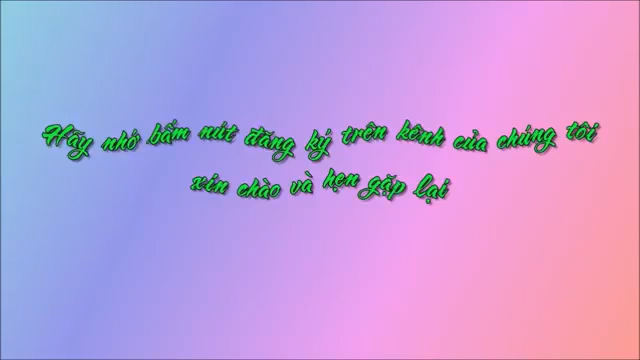 Hãy nhớ bấm nút đăng ký trên kênh của chúng tôi
xin chào và hẹn gặp lại